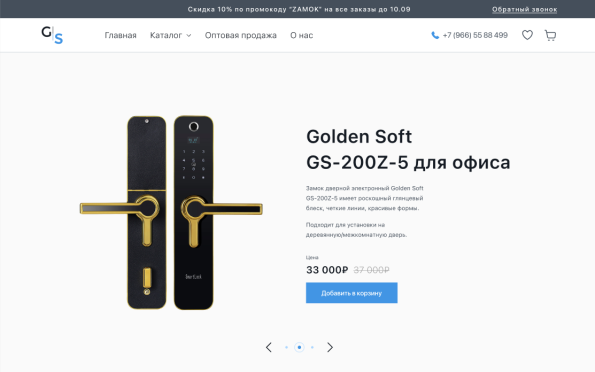 Скидка 10% по промокоду "ZAMOK" на все заказы до 10.09
Обратный звонок
G S
Главная Каталог Оптовая продажа О нас
+7 (966) 55 88 499
Golden Soft
GS-200Z-5 для офиса
Замок дверной электронный Golden Soft
GS-200Z-5 имеет роскошный глянцевый
блеск, четкие линии, красивые формы.
Подходит для установки на
деревянную/межкомнатную дверь.
Цена
33 000₽ 37 000₽
Добавить в корзину